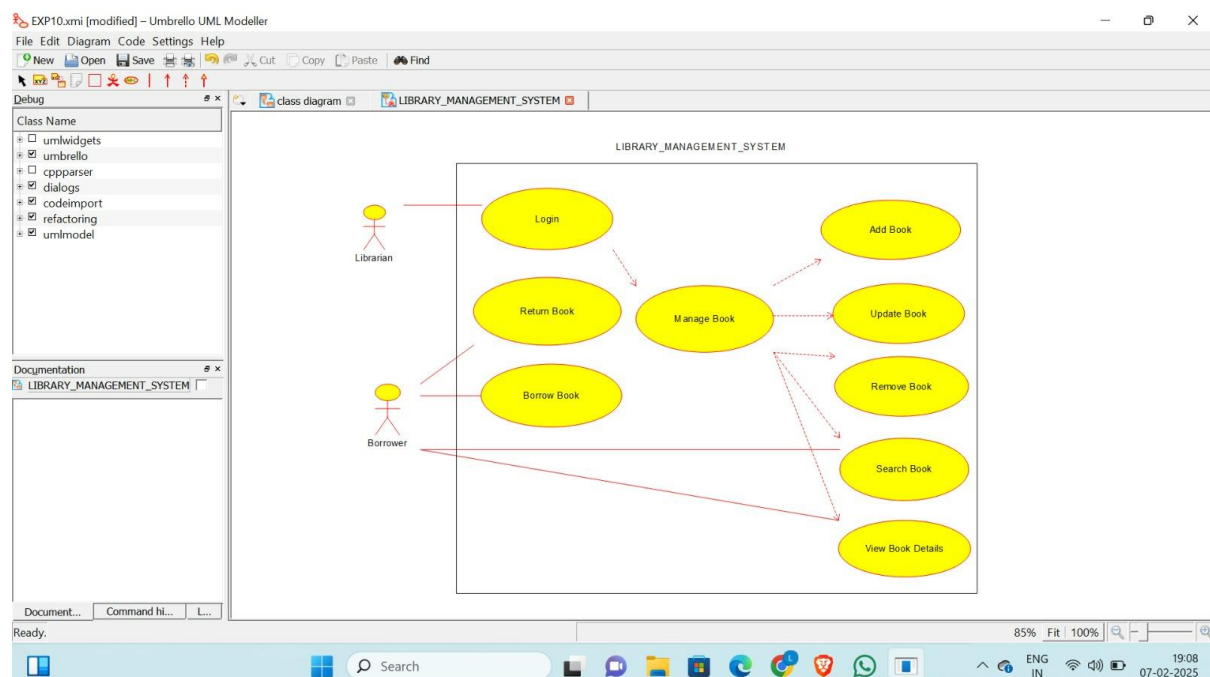 EXP10.xmi [modified] – Umbrello UML Modeller
File Edit Diagram Code Settings Help
New Open Save Cut Copy Paste Find
Debug
class diagram LIBRARY_MANAGEMENT_SYSTEM
Class Name
umlwidgets
umbrello
cppparser
dialogs
codeimport
refactoring
umlmodel
Documentation
LIBRARY_MANAGEMENT_SYSTEM
Document... Command hi... L...
LIBRARY_MANAGEMENT_SYSTEM
Login
Add Book
Librarian
Return Book
Manage Book
Update Book
Borrow Book
Remove Book
Borrower
Search Book
View Book Details
Ready.
85% Fit 100%
Search
ENG
IN
19:08
07-02-2025